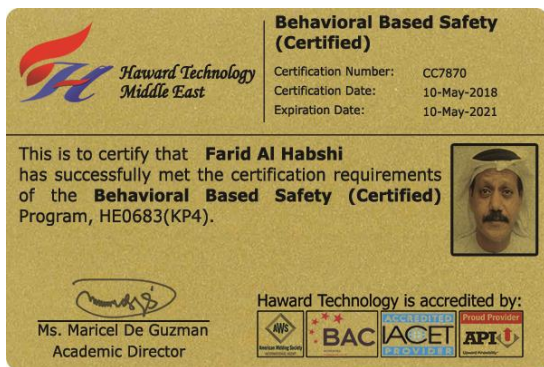 Haward Technology
Middle East
Behavioral Based Safety
(Certified)
Certification Number: CC7870
Certification Date: 10-May-2018
Expiration Date: 10-May-2021
This is to certify that Farid Al Habshi
has successfully met the certification requirements
of the Behavioral Based Safety (Certified)
Program, HE0683(KP4).
Ms. Maricel De Guzman
Academic Director
Haward Technology is accredited by:
AWS
American Welding Society
BAC
ACCREDITED
IACET
PROVIDER
Proud Provider
API U